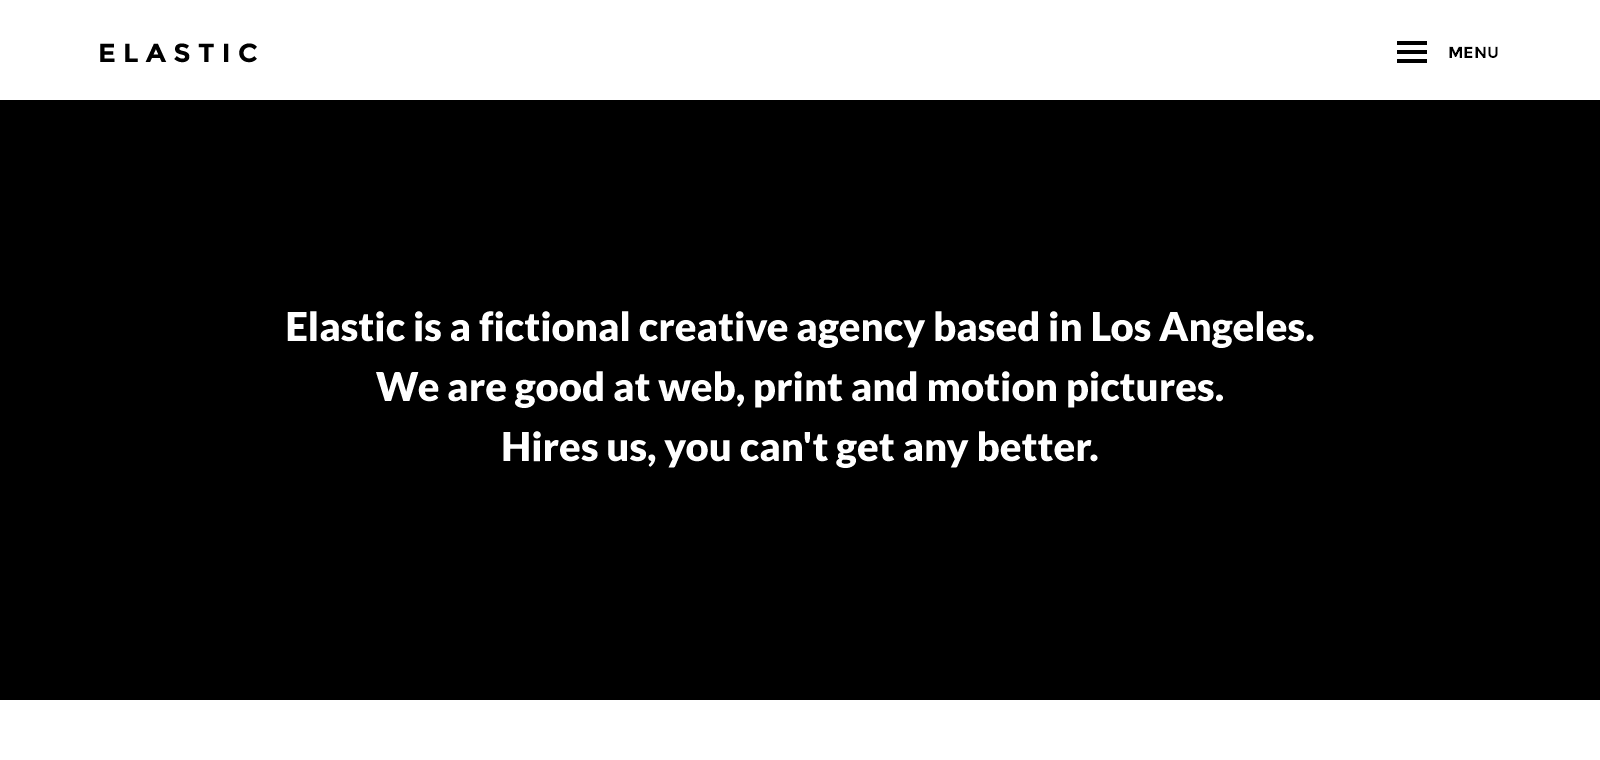 ELASTIC
MENU
Elastic is a fictional creative agency based in Los Angeles.
We are good at web, print and motion pictures.
Hires us, you can't get any better.